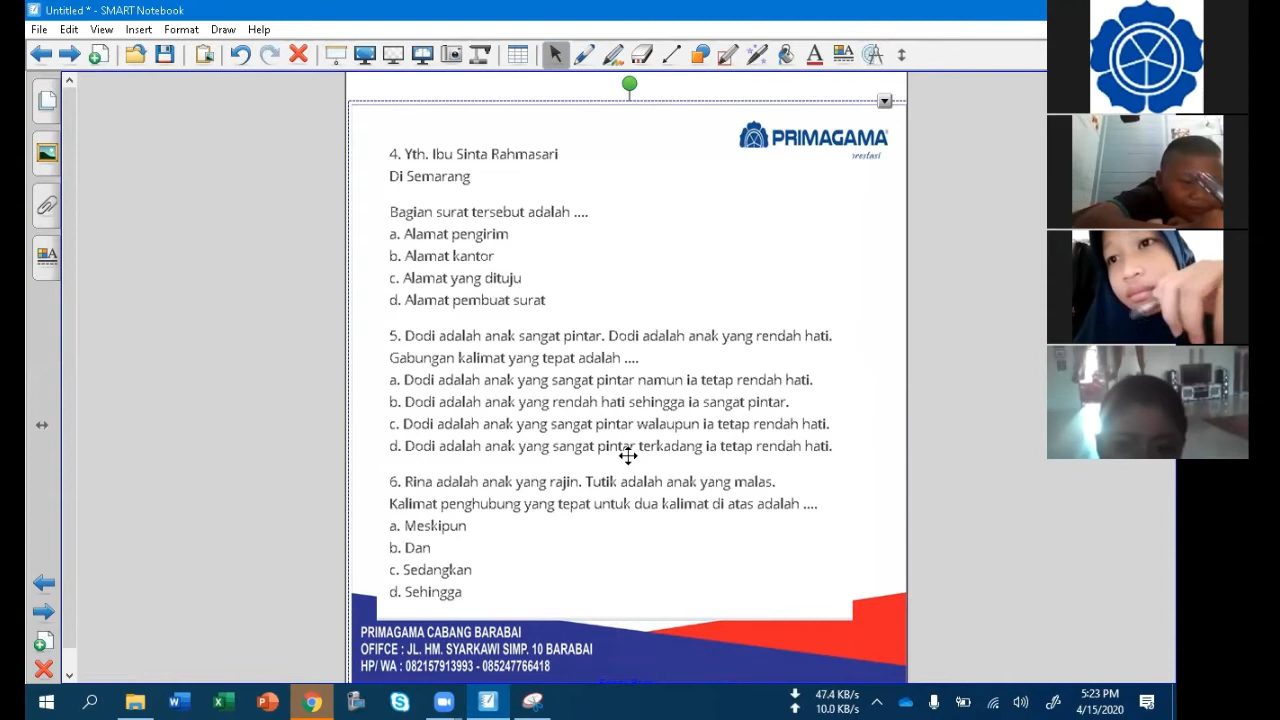 Untitled * - SMART Notebook
File Edit View Insert Format Draw Help
PRIMAGAMA
4. Yth. Ibu Sinta Rahmasari
Di Semarang
Bagian surat tersebut adalah ....
a. Alamat pengirim
b. Alamat kantor
c. Alamat yang dituju
d. Alamat pembuat surat
5. Dodi adalah anak sangat pintar. Dodi adalah anak yang rendah hati.
Gabungan kalimat yang tepat adalah ....
a. Dodi adalah anak yang sangat pintar namun ia tetap rendah hati.
b. Dodi adalah anak yang rendah hati sehingga ia sangat pintar.
c. Dodi adalah anak yang sangat pintar walaupun ia tetap rendah hati.
d. Dodi adalah anak yang sangat pintar terkadang ia tetap rendah hati.
6. Rina adalah anak yang rajin. Tutik adalah anak yang malas.
Kalimat penghubung yang tepat untuk dua kalimat di atas adalah ....
a. Meskipun
b. Dan
c. Sedangkan
d. Sehingga
PRIMAGAMA CABANG BARABAI
OFIFCE : JL. HM. SYARKAWI SIMP. 10 BARABAI
HP/ WA : 082157913993 - 085247766418
47.4 KB/s
10.0 KB/s
5:23 PM
4/15/2020